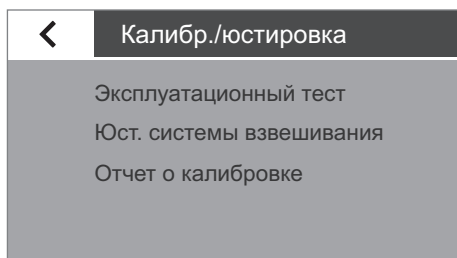 Калибр./юстировка
Эксплуатационный тест
Юст. системы взвешивания
Отчет о калибровке